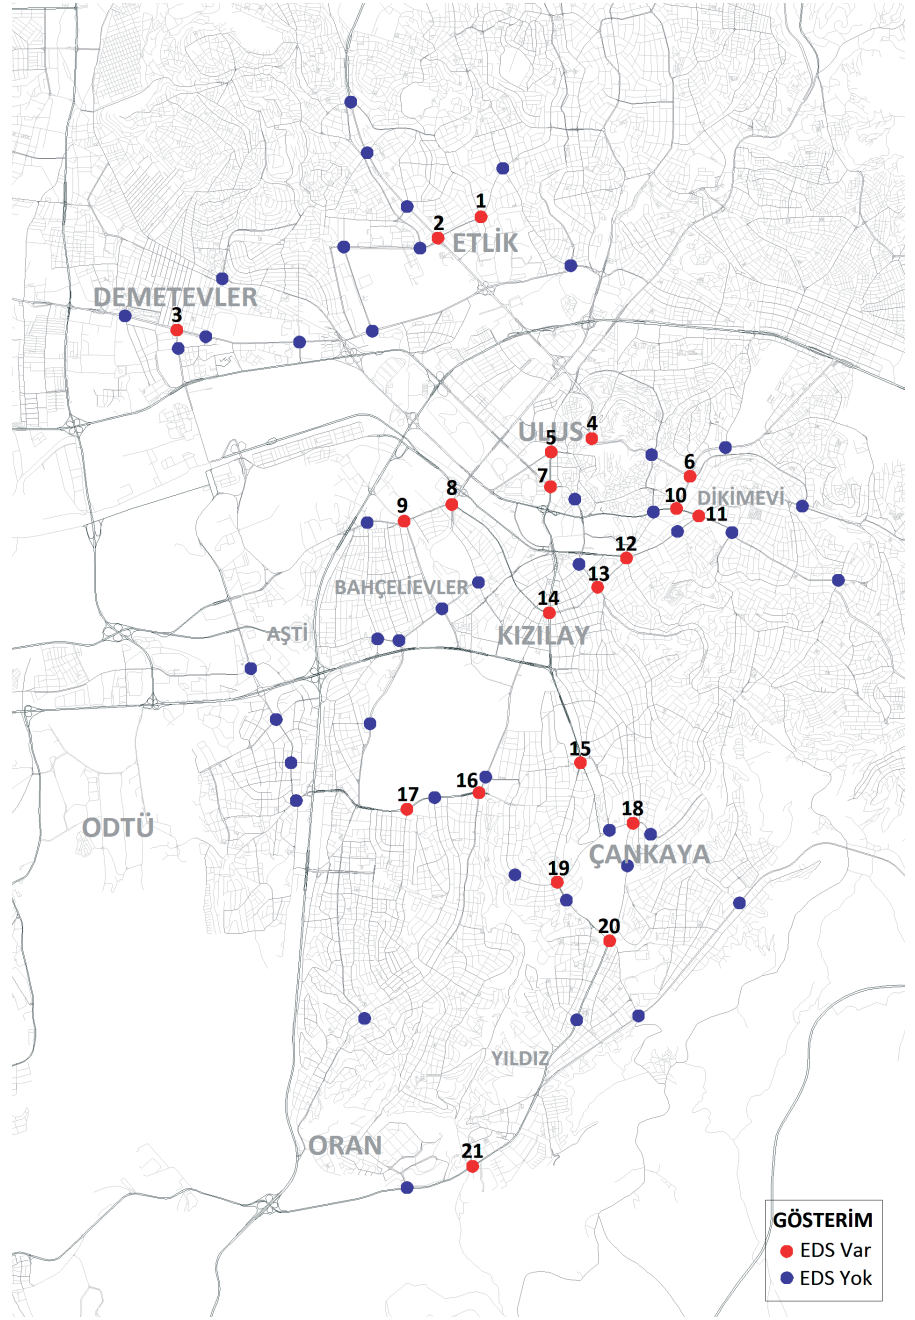 1
2
ETLİK
DEMETEVLER
3
4
ULUS
5
6
7
8
DİKİMEVİ
10
9
11
12
13
BAHÇELİEVLER
14
AŞTİ
KIZILAY
15
16
17
18
ODTÜ
ÇANKAYA
19
20
YILDIZ
ORAN
21
GÖSTERİM
EDS Var
EDS Yok